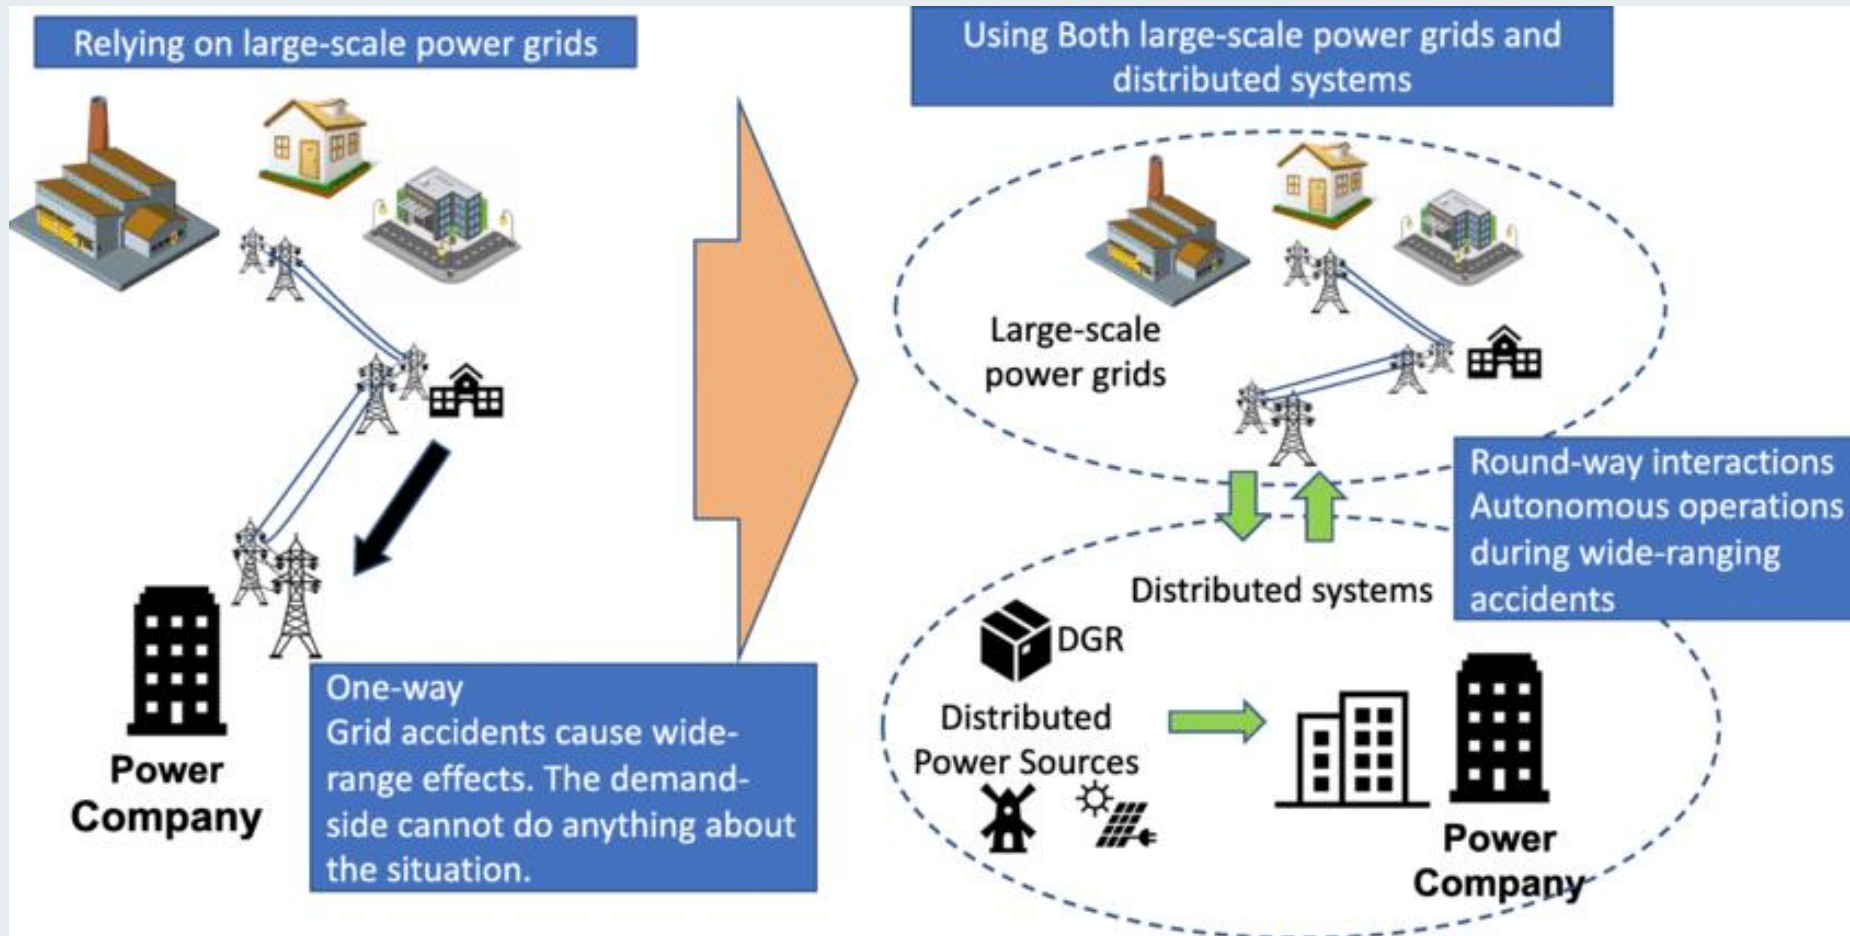 Relying on large-scale power grids
Power
Company
One-way
Grid accidents cause wide-
range effects. The demand-
side cannot do anything about
the situation.
Using Both large-scale power grids and
distributed systems
Large-scale
power grids
Round-way interactions
Autonomous operations
during wide-ranging
accidents
Distributed systems
DGR
Distributed
Power Sources
Power
Company